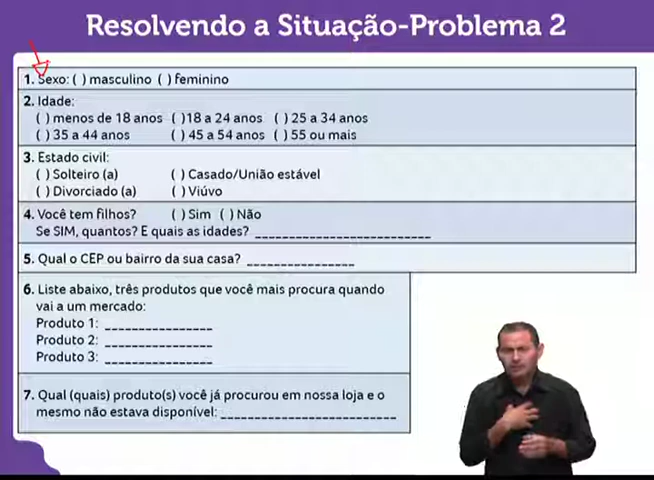 Resolvendo a Situação-Problema 2
1. Sexo: ( ) masculino ( ) feminino
2. Idade:
( ) menos de 18 anos ( )18 a 24 anos ( ) 25 a 34 anos
( ) 35 a 44 anos ( ) 45 a 54 anos ( ) 55 ou mais
3. Estado civil:
( ) Solteiro (a) ( ) Casado/União estável
( ) Divorciado (a) ( ) Viúvo
4. Você tem filhos? ( ) Sim ( ) Não
Se SIM, quantos? E quais as idades? __________________________
5. Qual o CEP ou bairro da sua casa? ________________
6. Liste abaixo, três produtos que você mais procura quando
vai a um mercado:
Produto 1: ________________
Produto 2: ________________
Produto 3: ________________
7. Qual (quais) produto(s) você já procurou em nossa loja e o
mesmo não estava disponível: __________________________